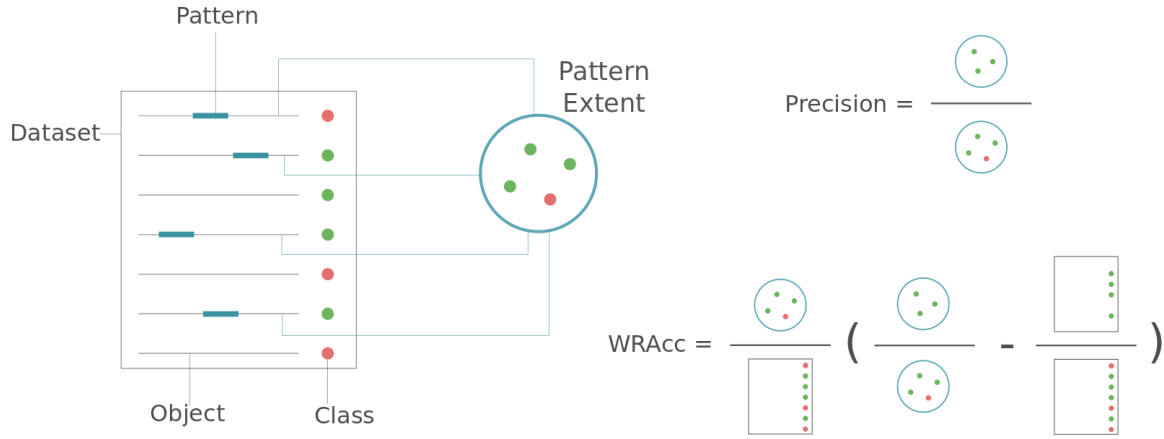 Pattern
Dataset
Object
Class
Pattern
Extent
Precision =
WRAcc =
( - )